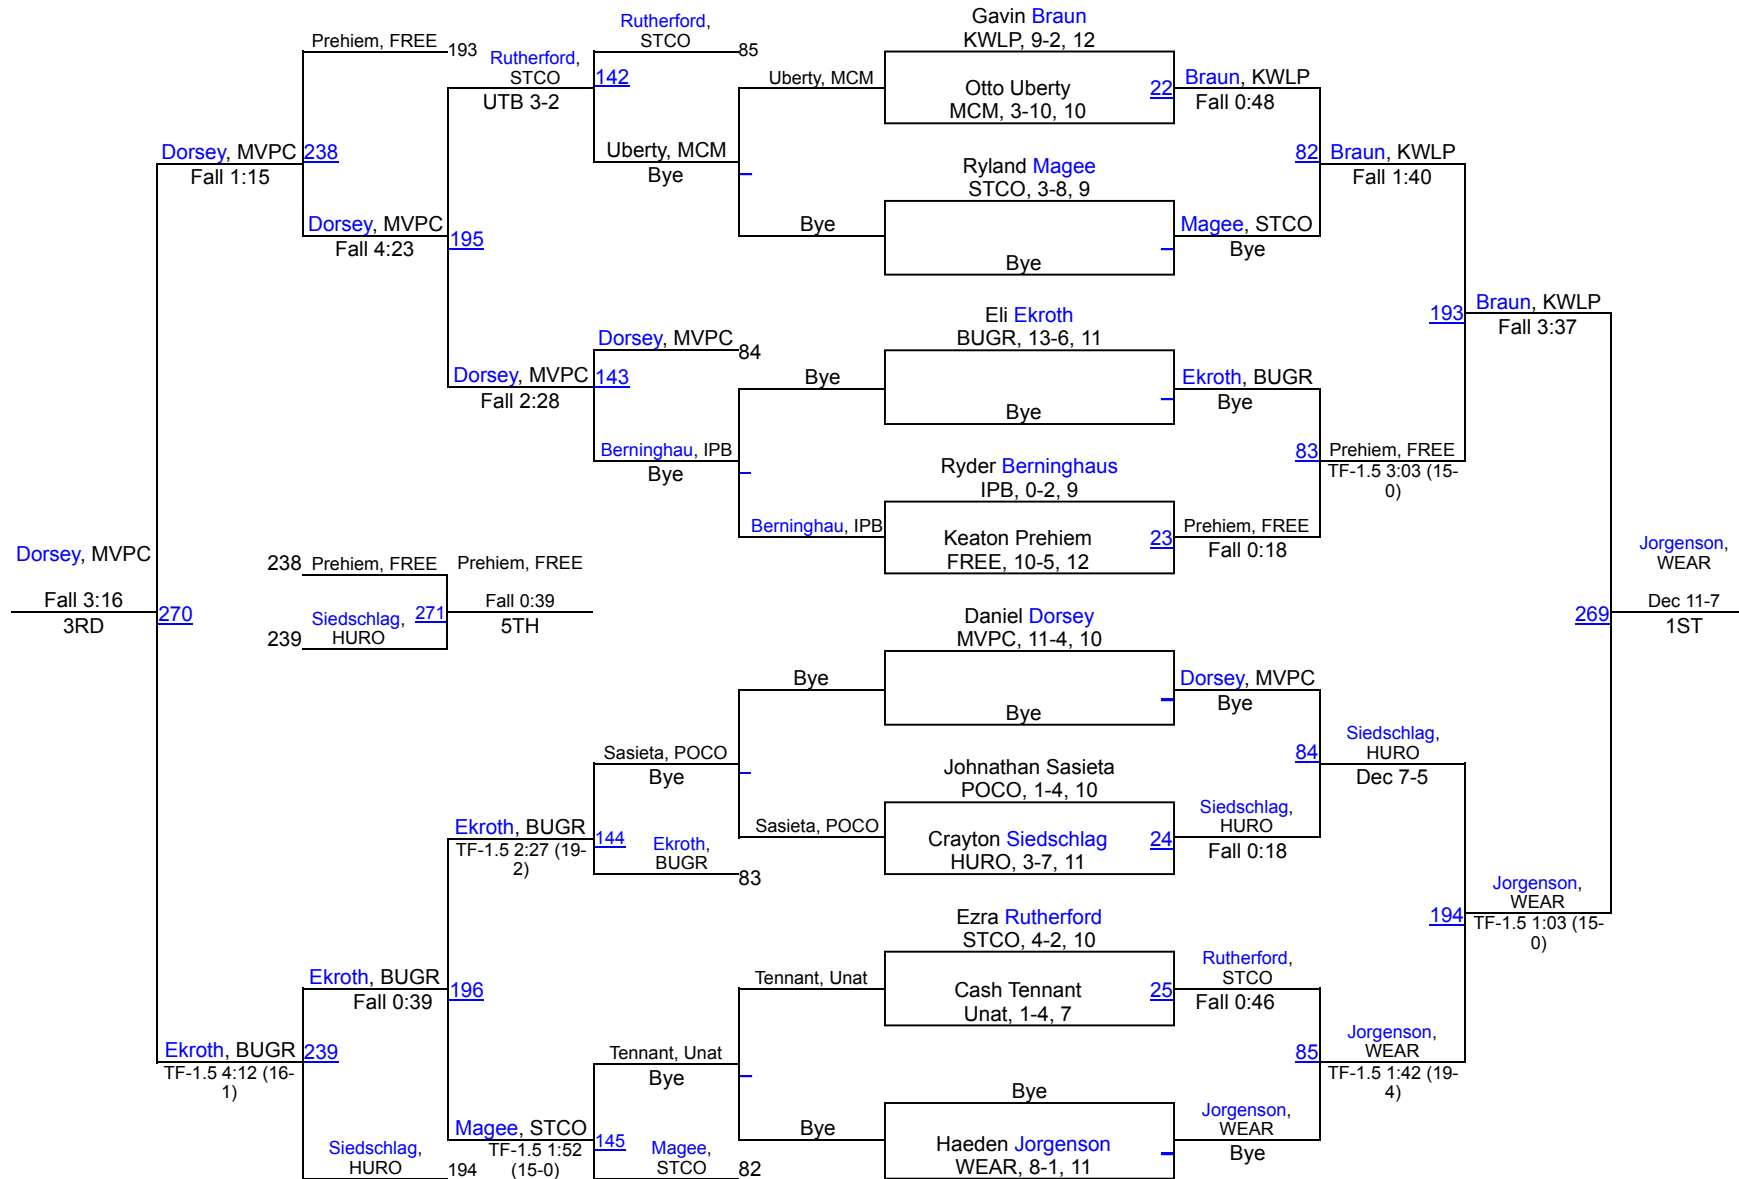 Gavin Braun
KWLP, 9-2, 12
Otto Uberty
MCM, 3-10, 10
22
Ryland Magee
STCO, 3-8, 9
Bye
Eli Ekroth
BUGR, 13-6, 11
Bye
Ryder Berninghaus
IPB, 0-2, 9
Keaton Prehiem
FREE, 10-5, 12
23
Daniel Dorsey
MVPC, 11-4, 10
Bye
Johnathan Sasieta
POCO, 1-4, 10
Crayton Siedschlag
HURO, 3-7, 11
24
Ezra Rutherford
STCO, 4-2, 10
Cash Tennant
Unat, 1-4, 7
25
Bye
Haeden Jorgenson
WEAR, 8-1, 11
Braun, KWLP
Fall 0:48
Magee, STCO
Bye
Ekroth, BUGR
Bye
Prehiem, FREE
Fall 0:18
Dorsey, MVPC
Bye
Siedschlag,
HURO
Fall 0:18
Rutherford,
STCO
Fall 0:46
Jorgenson,
WEAR
Bye
82
Braun, KWLP
Fall 1:40
83
Prehiem, FREE
TF-1.5 3:03 (15-
0)
84
Siedschlag,
HURO
Dec 7-5
85
Jorgenson,
WEAR
TF-1.5 1:42 (19-
4)
193
Braun, KWLP
Fall 3:37
194
Jorgenson,
WEAR
TF-1.5 1:03 (15-
0)
269
Jorgenson,
WEAR
Dec 11-7
1ST
Uberty, MCM
Bye
Bye
Berninghau, IPB
Bye
Sasieta, POCO
Tennant, Unat
Bye
Rutherford,
STCO
85
Uberty, MCM
Bye
Dorsey, MVPC
84
Berninghau, IPB
Bye
Sasieta, POCO
Bye
Ekroth,
BUGR
83
Tennant, Unat
Bye
Magee,
STCO
82
Rutherford,
STCO
UTB 3-2
142
Dorsey, MVPC
Fall 2:28
143
Ekroth, BUGR
TF-1.5 2:27 (19-
2)
144
Magee, STCO
TF-1.5 1:52
(15-0)
145
Prehiem, FREE
193
Dorsey, MVPC
Fall 4:23
195
Ekroth, BUGR
Fall 0:39
196
Siedschlag,
HURO
194
Dorsey, MVPC
Fall 1:15
238
Ekroth, BUGR
TF-1.5 4:12 (16-
1)
239
Dorsey, MVPC
Fall 3:16
3RD
270
238
Prehiem, FREE
239
Siedschlag,
HURO
271
Prehiem, FREE
Fall 0:39
5TH